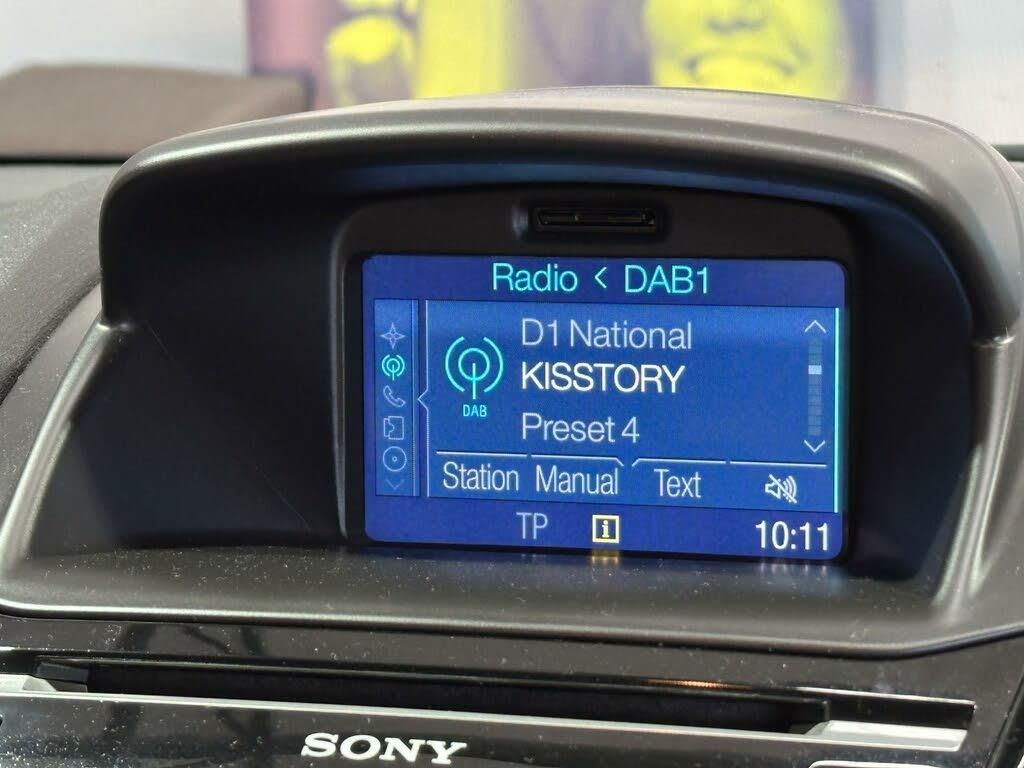 Radio < DAB1
D1 National
KISSTORY
DAB
Preset 4
Station Manual Text
TP i 10:11
SONY